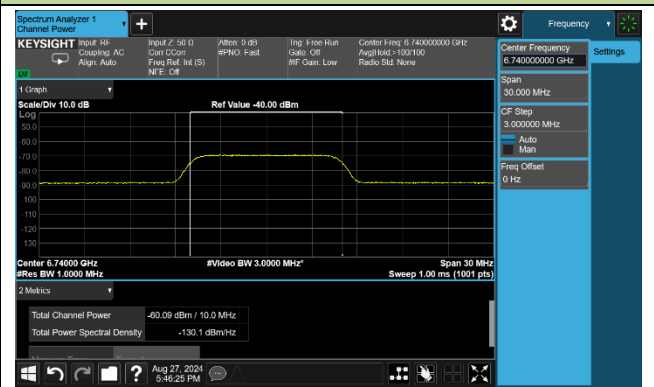 Spectrum Analyzer 1
Channel Power
Frequency
KEYSIGHT
Input: RF
Coupling: AC
Align: Auto
Input Z: 50 Ω
Corr CCorr
Freq Ref: Int (S)
NFE: Off
Atten: 0 dB
#PNO: Fast
Trig: Free Run
Gate: Off
#IF Gain: Low
Center Freq: 6.740000000 GHz
Avg|Hold:>100/100
Radio Std: None
Center Frequency
6.740000000 GHz
Settings
Span
30.000 MHz
CF Step
3.000000 MHz
Auto
Man
Freq Offset
0 Hz
1 Graph
Scale/Div 10.0 dB
Ref Value -40.00 dBm
Log
-50.0
-60.0
-70.0
-80.0
-90.0
-100
-110
-120
-130
Center 6.74000 GHz
#Video BW 3.0000 MHz*
Span 30 MHz
#Res BW 1.0000 MHz
Sweep 1.00 ms (1001 pts)
2 Metrics
Total Channel Power
-60.09 dBm / 10.0 MHz
Total Power Spectral Density
-130.1 dBm/Hz
?
Aug 27, 2024
5:46:25 PM